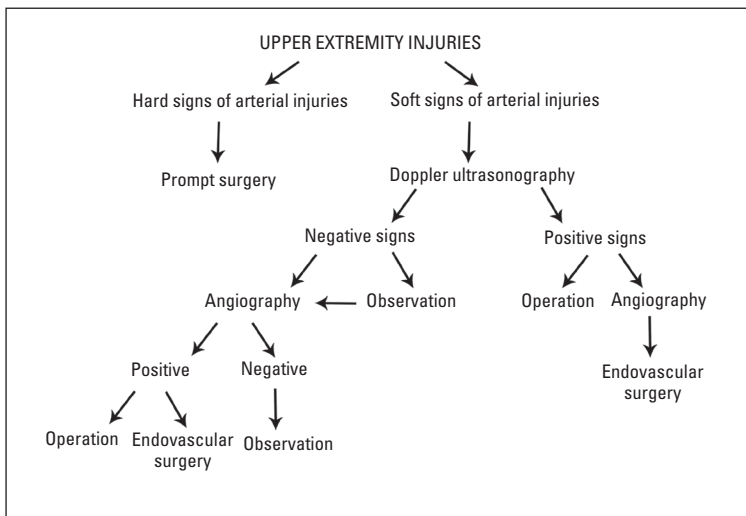 UPPER EXTREMITY INJURIES
Hard signs of arterial injuries
Soft signs of arterial injuries
Prompt surgery
Doppler ultrasonography
Negative signs
Positive signs
Angiography
Observation
Operation
Angiography
Positive
Negative
Endovascular
surgery
Operation
Endovascular
surgery
Observation